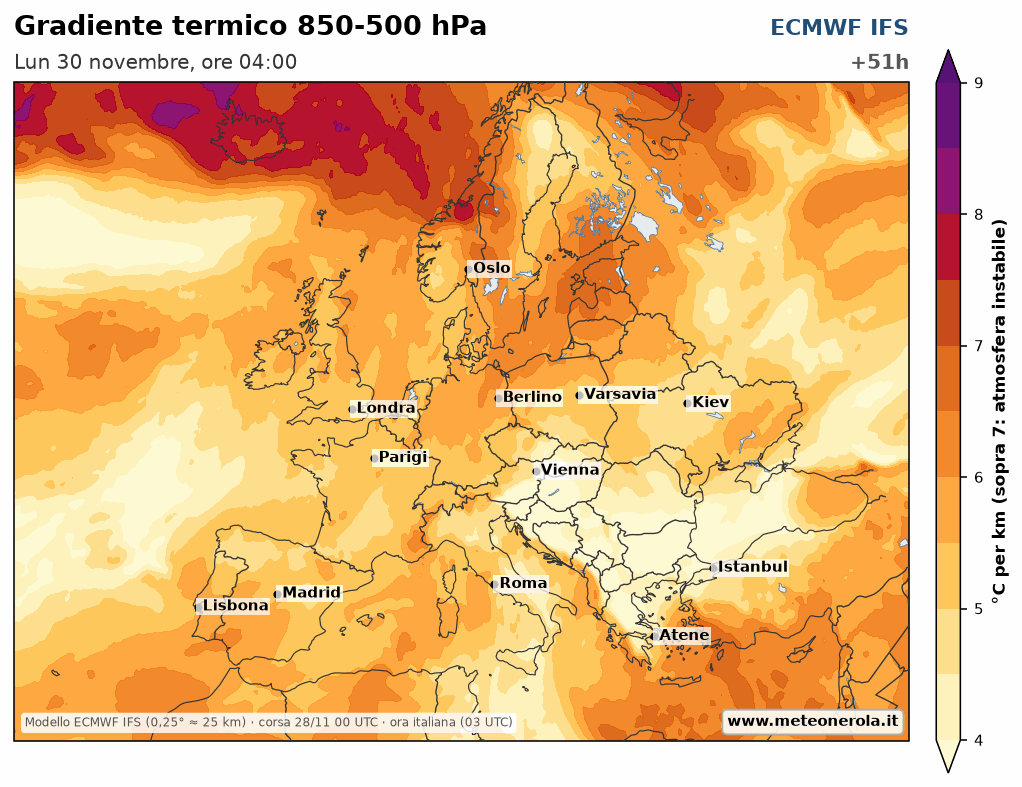 Gradiente termico 850-500 hPa
ECMWF IFS
Lun 30 novembre, ore 04:00
+51h
Oslo
Berlino
Varsavia
Kiev
Londra
Parigi
Vienna
Istanbul
Roma
Madrid
Lisbona
Atene
Modello ECMWF IFS (0,25° ≈ 25 km) · corsa 28/11 00 UTC · ora italiana (03 UTC)
www.meteonerola.it
9
8
7
6
5
4
°C per km (sopra 7: atmosfera instabile)